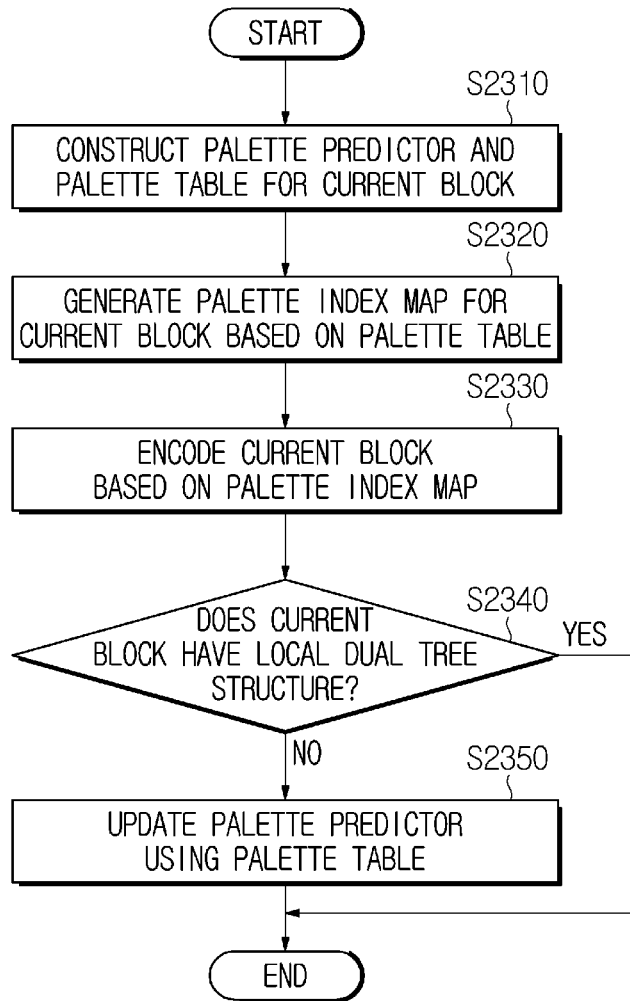 START
S2310
CONSTRUCT PALETTE PREDICTOR AND
PALETTE TABLE FOR CURRENT BLOCK
S2320
GENERATE PALETTE INDEX MAP FOR
CURRENT BLOCK BASED ON PALETTE TABLE
S2330
ENCODE CURRENT BLOCK
BASED ON PALETTE INDEX MAP
S2340
DOES CURRENT
BLOCK HAVE LOCAL DUAL TREE
STRUCTURE?
YES
NO
S2350
UPDATE PALETTE PREDICTOR
USING PALETTE TABLE
END